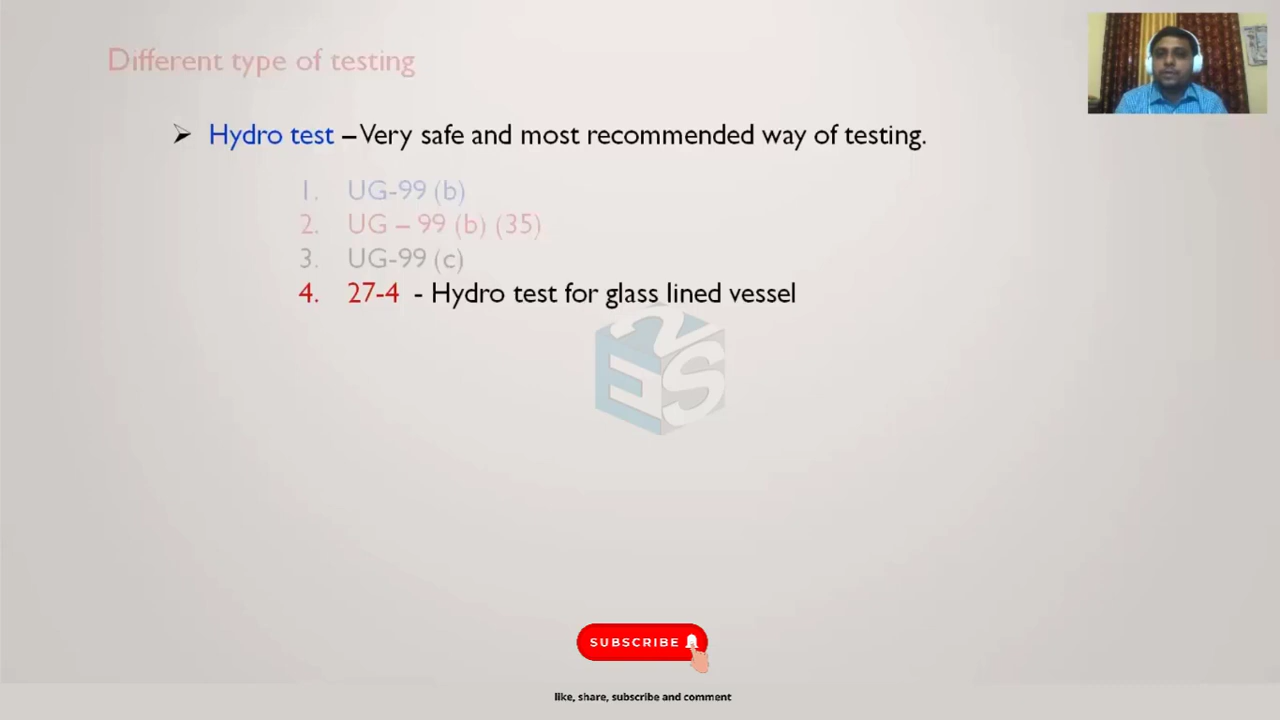 Different type of testing
➢ Hydro test – Very safe and most recommended way of testing.
1. UG-99 (b)
2. UG – 99 (b) (35)
3. UG-99 (c)
4. 27-4 - Hydro test for glass lined vessel
E2S
SUBSCRIBE
like, share, subscribe and comment